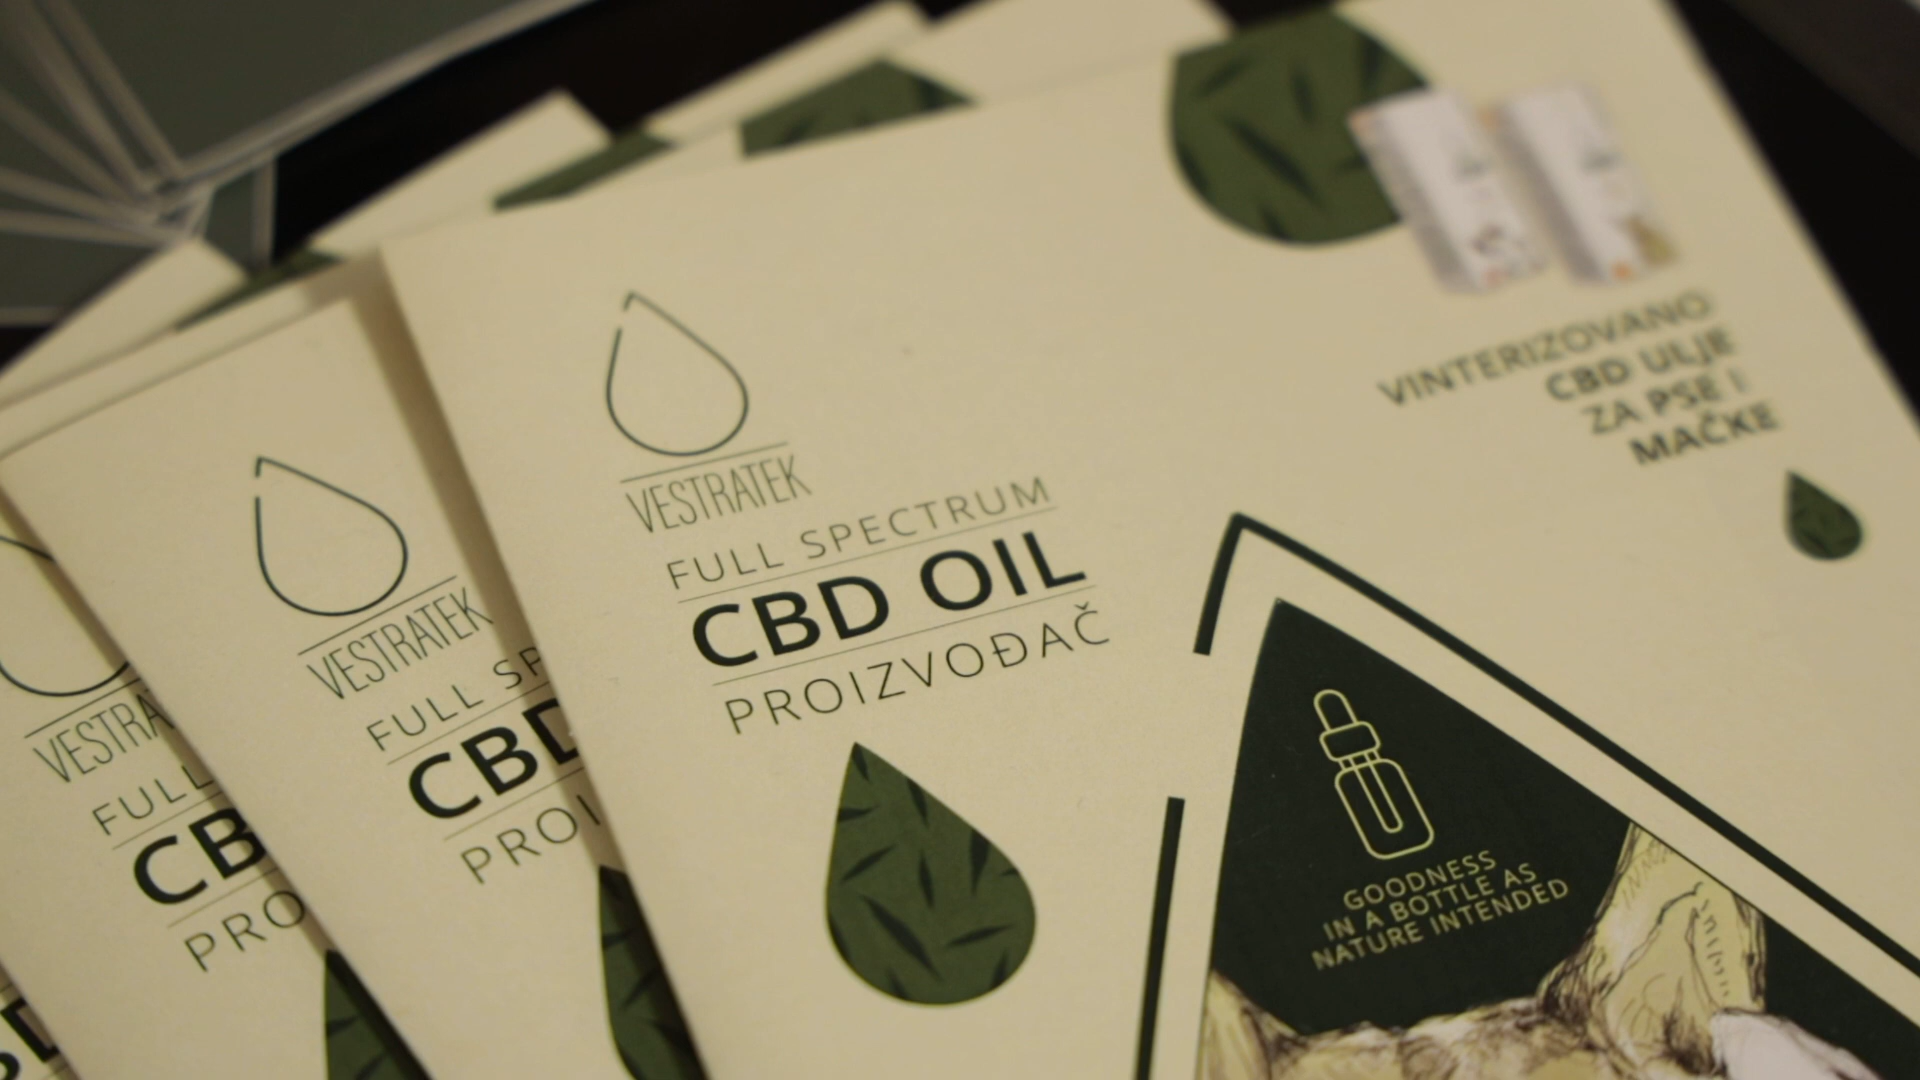 VESTRATEK
FULL SPECTRUM
CBD OIL
PROIZVOĐAČ
VINTERIZOVANO
CBD ULJE
ZA PSE I
MAČKE
GOODNESS
IN A BOTTLE AS
NATURE INTENDED
VESTRATEK
FULL SP
CBD
PROI
VESTRA
FULL
CB
PRO